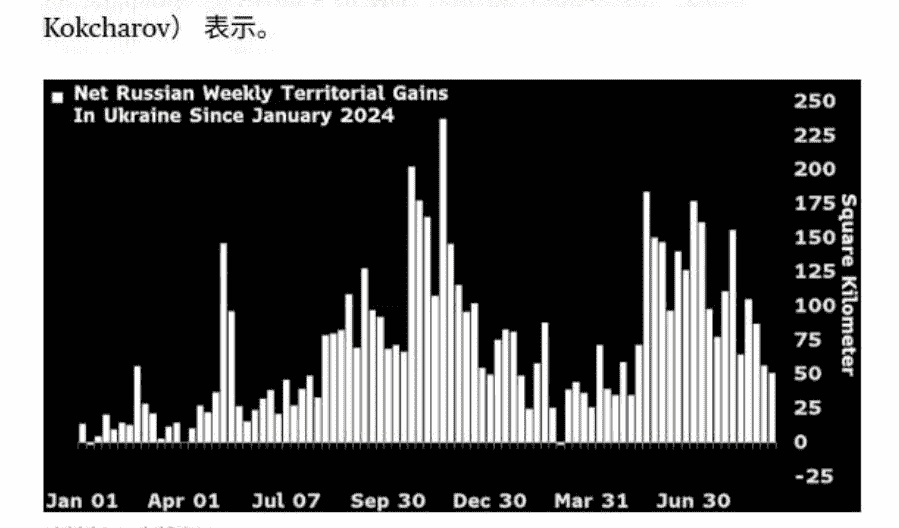 Kokcharov） 表示。
Net Russian Weekly Territorial Gains
In Ukraine Since January 2024
250
225
200
175
150
125
100
75
50
25
0
-25
Square Kilometer
Jan 01 Apr 01 Jul 07 Sep 30 Dec 30 Mar 31 Jun 30